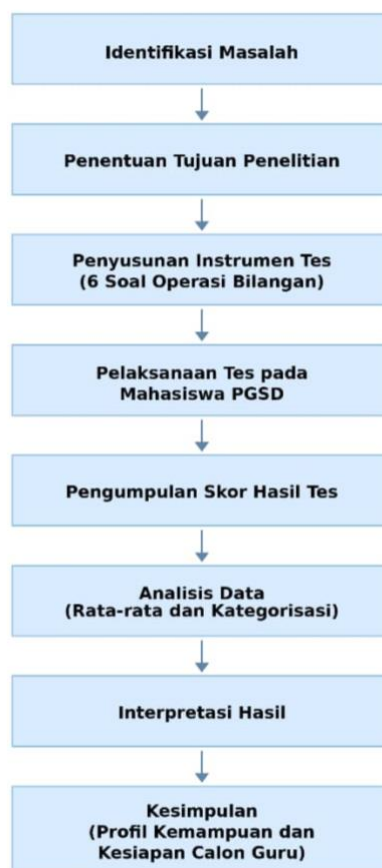 Identifikasi Masalah
Penentuan Tujuan Penelitian
Penyusunan Instrumen Tes
(6 Soal Operasi Bilangan)
Pelaksanaan Tes pada
Mahasiswa PGSD
Pengumpulan Skor Hasil Tes
Analisis Data
(Rata-rata dan Kategorisasi)
Interpretasi Hasil
Kesimpulan
(Profil Kemampuan dan
Kesiapan Calon Guru)